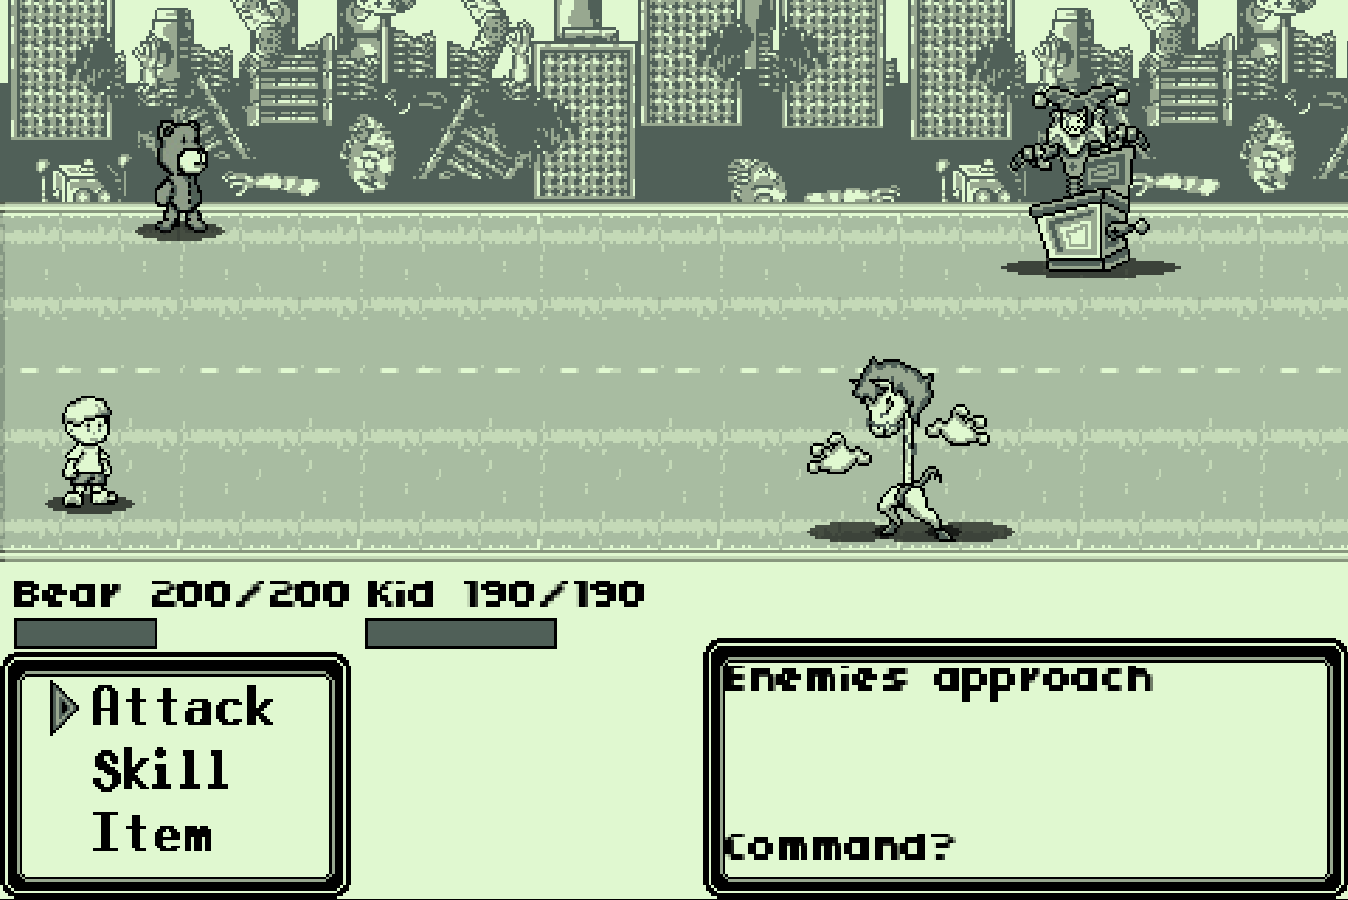 Bear 200/200 Kid 190/190
Attack
Skill
Item
Enemies approach
Command?